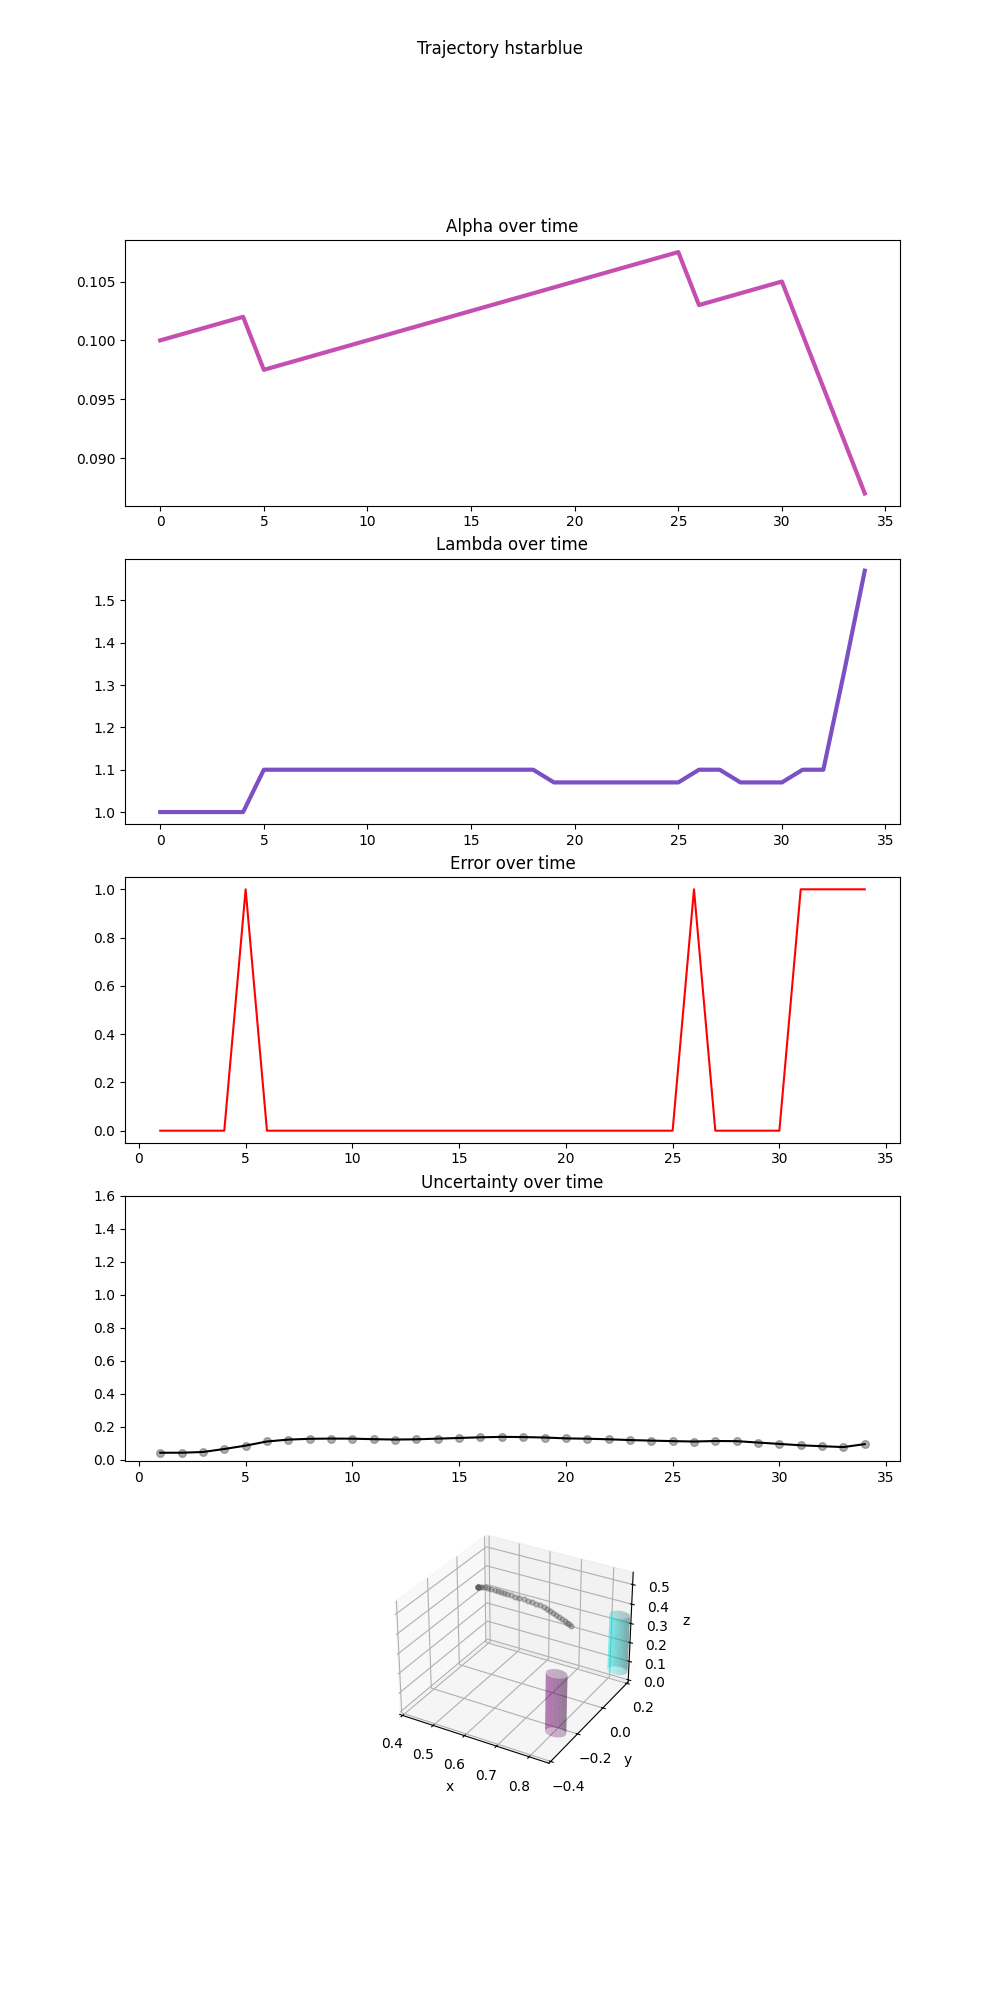 Trajectory hstarblue
Alpha over time
0.105
0.100
0.095
0.090
0 5 10 15 20 25 30 35
Lambda over time
1.5
1.4
1.3
1.2
1.1
1.0
0 5 10 15 20 25 30 35
Error over time
1.0
0.8
0.6
0.4
0.2
0.0
0 5 10 15 20 25 30 35
Uncertainty over time
1.6
1.4
1.2
1.0
0.8
0.6
0.4
0.2
0.0
0 5 10 15 20 25 30 35
0.5
0.4
0.3
0.2
0.1
0.0
z
0.2
0.0
−0.2
−0.4
y
0.4 0.5 0.6 0.7 0.8
x